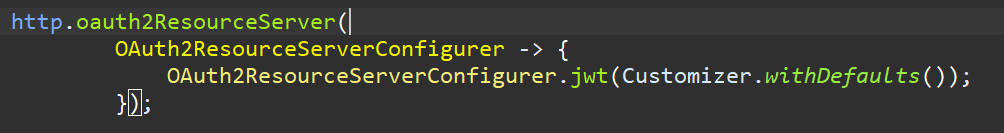 http.oauth2ResourceServer(
OAuth2ResourceServerConfigurer -> {
OAuth2ResourceServerConfigurer.jwt(Customizer.withDefaults());
});